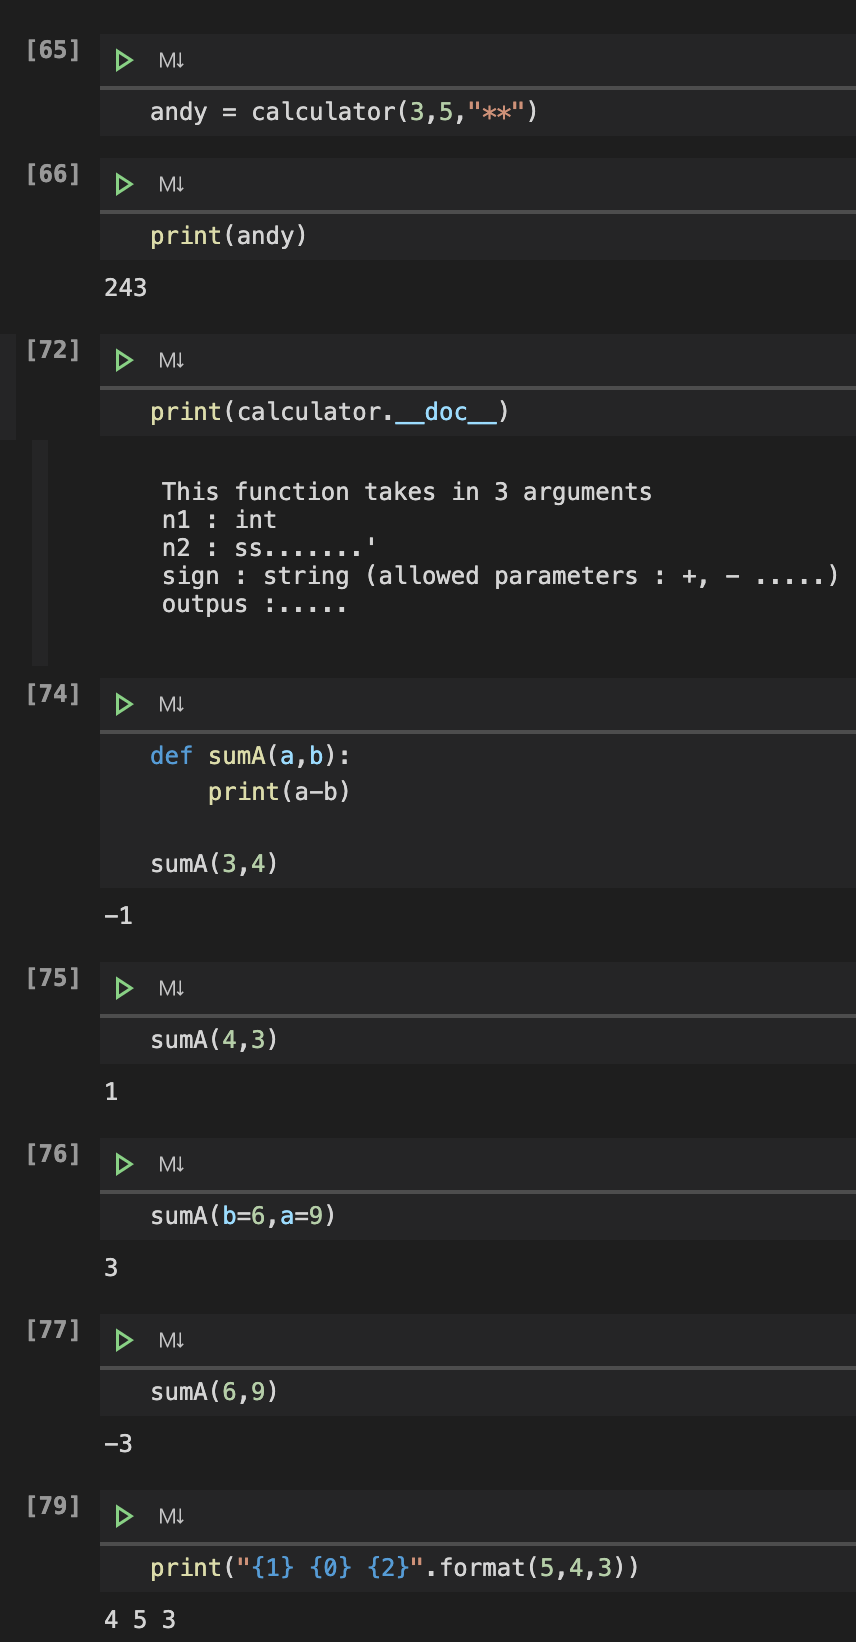 [65]
M↓
andy = calculator(3,5,"**")
[66]
M↓
print(andy)
243
[72]
M↓
print(calculator.__doc__)
This function takes in 3 arguments
n1 : int
n2 : ss.......'
sign : string (allowed parameters : +, - .....)
outpus :.....
[74]
M↓
def sumA(a,b):
    print(a-b)
sumA(3,4)
-1
[75]
M↓
sumA(4,3)
1
[76]
M↓
sumA(b=6,a=9)
3
[77]
M↓
sumA(6,9)
-3
[79]
M↓
print("{1} {0} {2}".format(5,4,3))
4 5 3